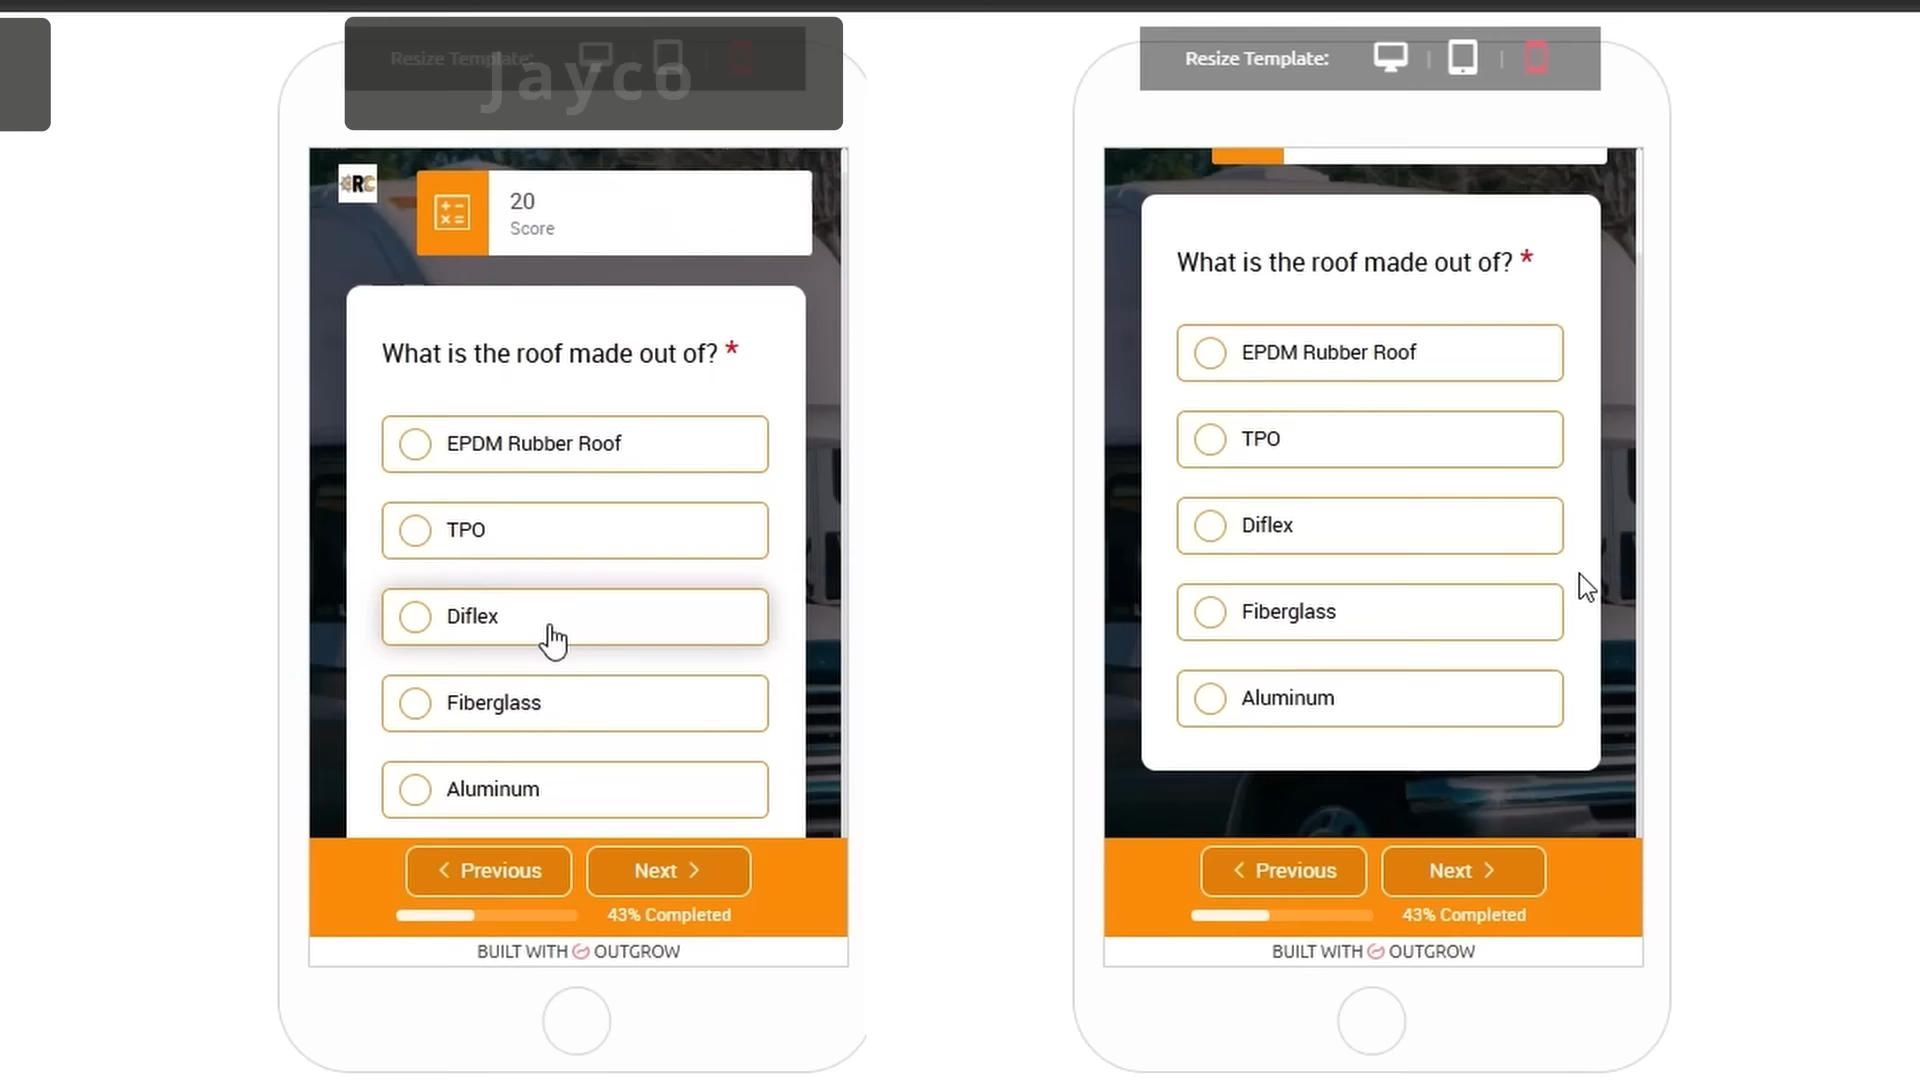 Resize Template:
Jayco
RC
20
Score
What is the roof made out of? *
EPDM Rubber Roof
TPO
Diflex
Fiberglass
Aluminum
Previous
Next
43% Completed
BUILT WITH OUTGROW
Resize Template:
What is the roof made out of? *
EPDM Rubber Roof
TPO
Diflex
Fiberglass
Aluminum
Previous
Next
43% Completed
BUILT WITH OUTGROW